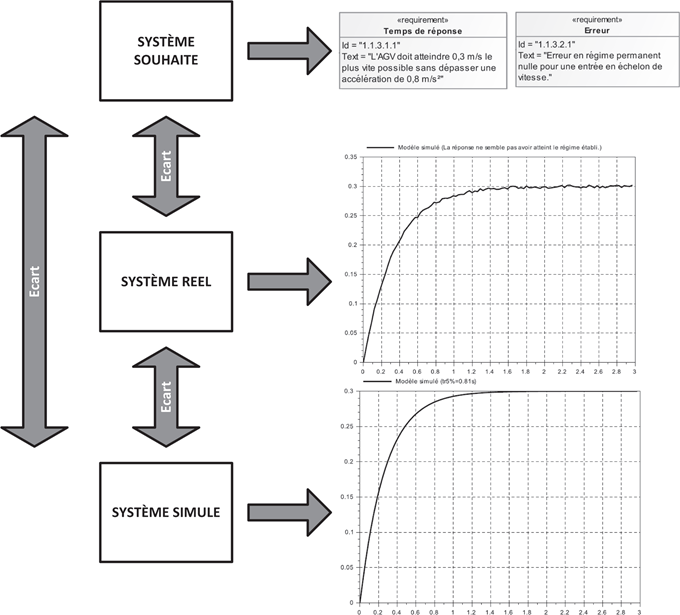 SYSTÈME
SOUHAITE
«requirement»
Temps de réponse
Id = "1.1.3.1.1"
Text = "L'AGV doit atteindre 0,3 m/s le
plus vite possible sans dépasser une
accélération de 0,8 m/s²"
«requirement»
Erreur
Id = "1.1.3.2.1"
Text = "Erreur en régime permanent
nulle pour une entrée en échelon de
vitesse."
Ecart
Ecart
Modèle simulé (La réponse ne semble pas avoir atteint le régime établi.)
0.35
0.3
0.25
0.2
0.15
0.1
0.05
0
0 0.2 0.4 0.6 0.8 1 1.2 1.4 1.6 1.8 2 2.2 2.4 2.6 2.8 3
SYSTÈME REEL
Ecart
Modèle simulé (tr5%=0.81s)
0.3
0.2
0.15
0.1
0.05
0
0 0.2 0.4 0.6 0.8 1 1.2 1.4 1.6 1.8 2 2.2 2.4 2.6 2.8
SYSTÈME SIMULE